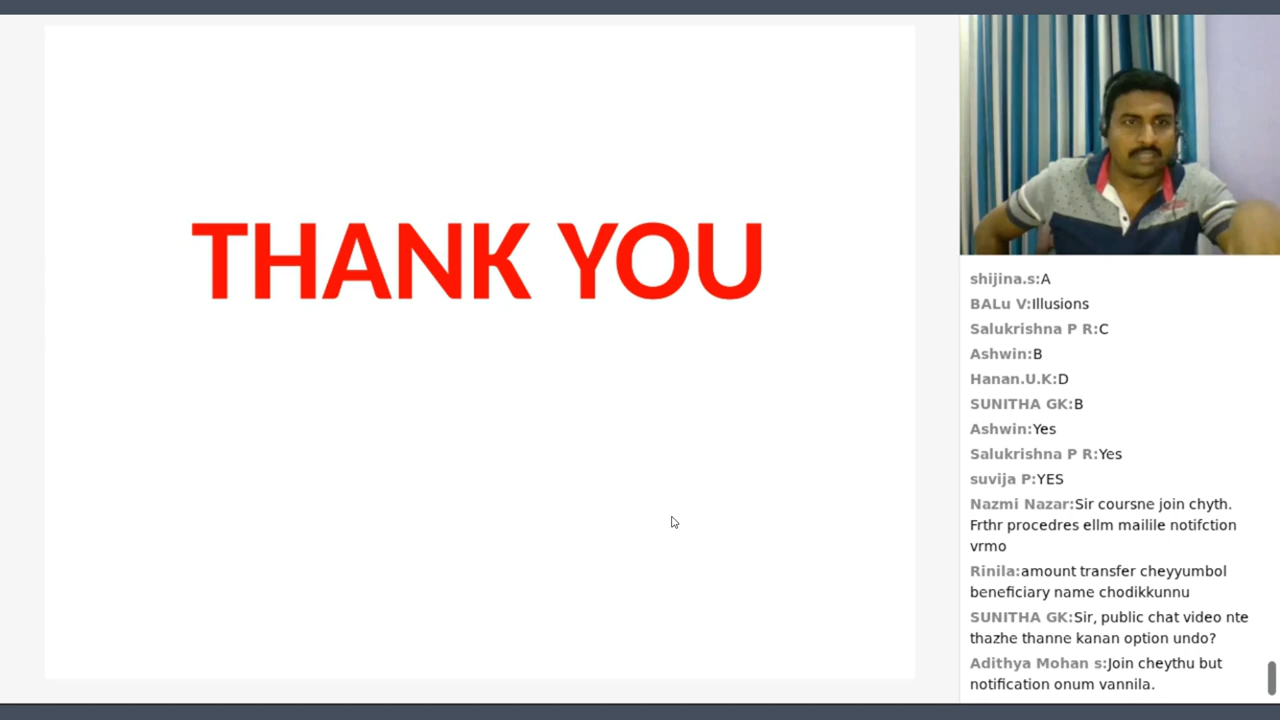 THANK YOU
shijina.s:A
BALu V:Illusions
Salukrishna P R:C
Ashwin:B
Hanan.U.K:D
SUNITHA GK:B
Ashwin:Yes
Salukrishna P R:Yes
suvija P:YES
Nazmi Nazar:Sir coursne join chyth.
Frthr procedres ellm mailile notifction
vrmo
Rinila:amount transfer cheyyumbol
beneficiary name chodikkunnu
SUNITHA GK:Sir, public chat video nte
thazhe thanne kanan option undo?
Adithya Mohan s:Join cheythu but
notification onum vannila.